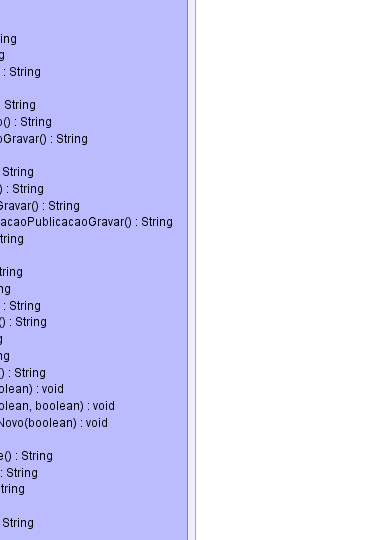 ing
g
: String
String
o() : String
oGravar() : String
String
) : String
Gravar() : String
acaoPublicacaoGravar() : String
tring
tring
ng
: String
() : String
g
ng
() : String
olean) : void
olean, boolean) : void
Novo(boolean) : void
e() : String
: String
tring
String